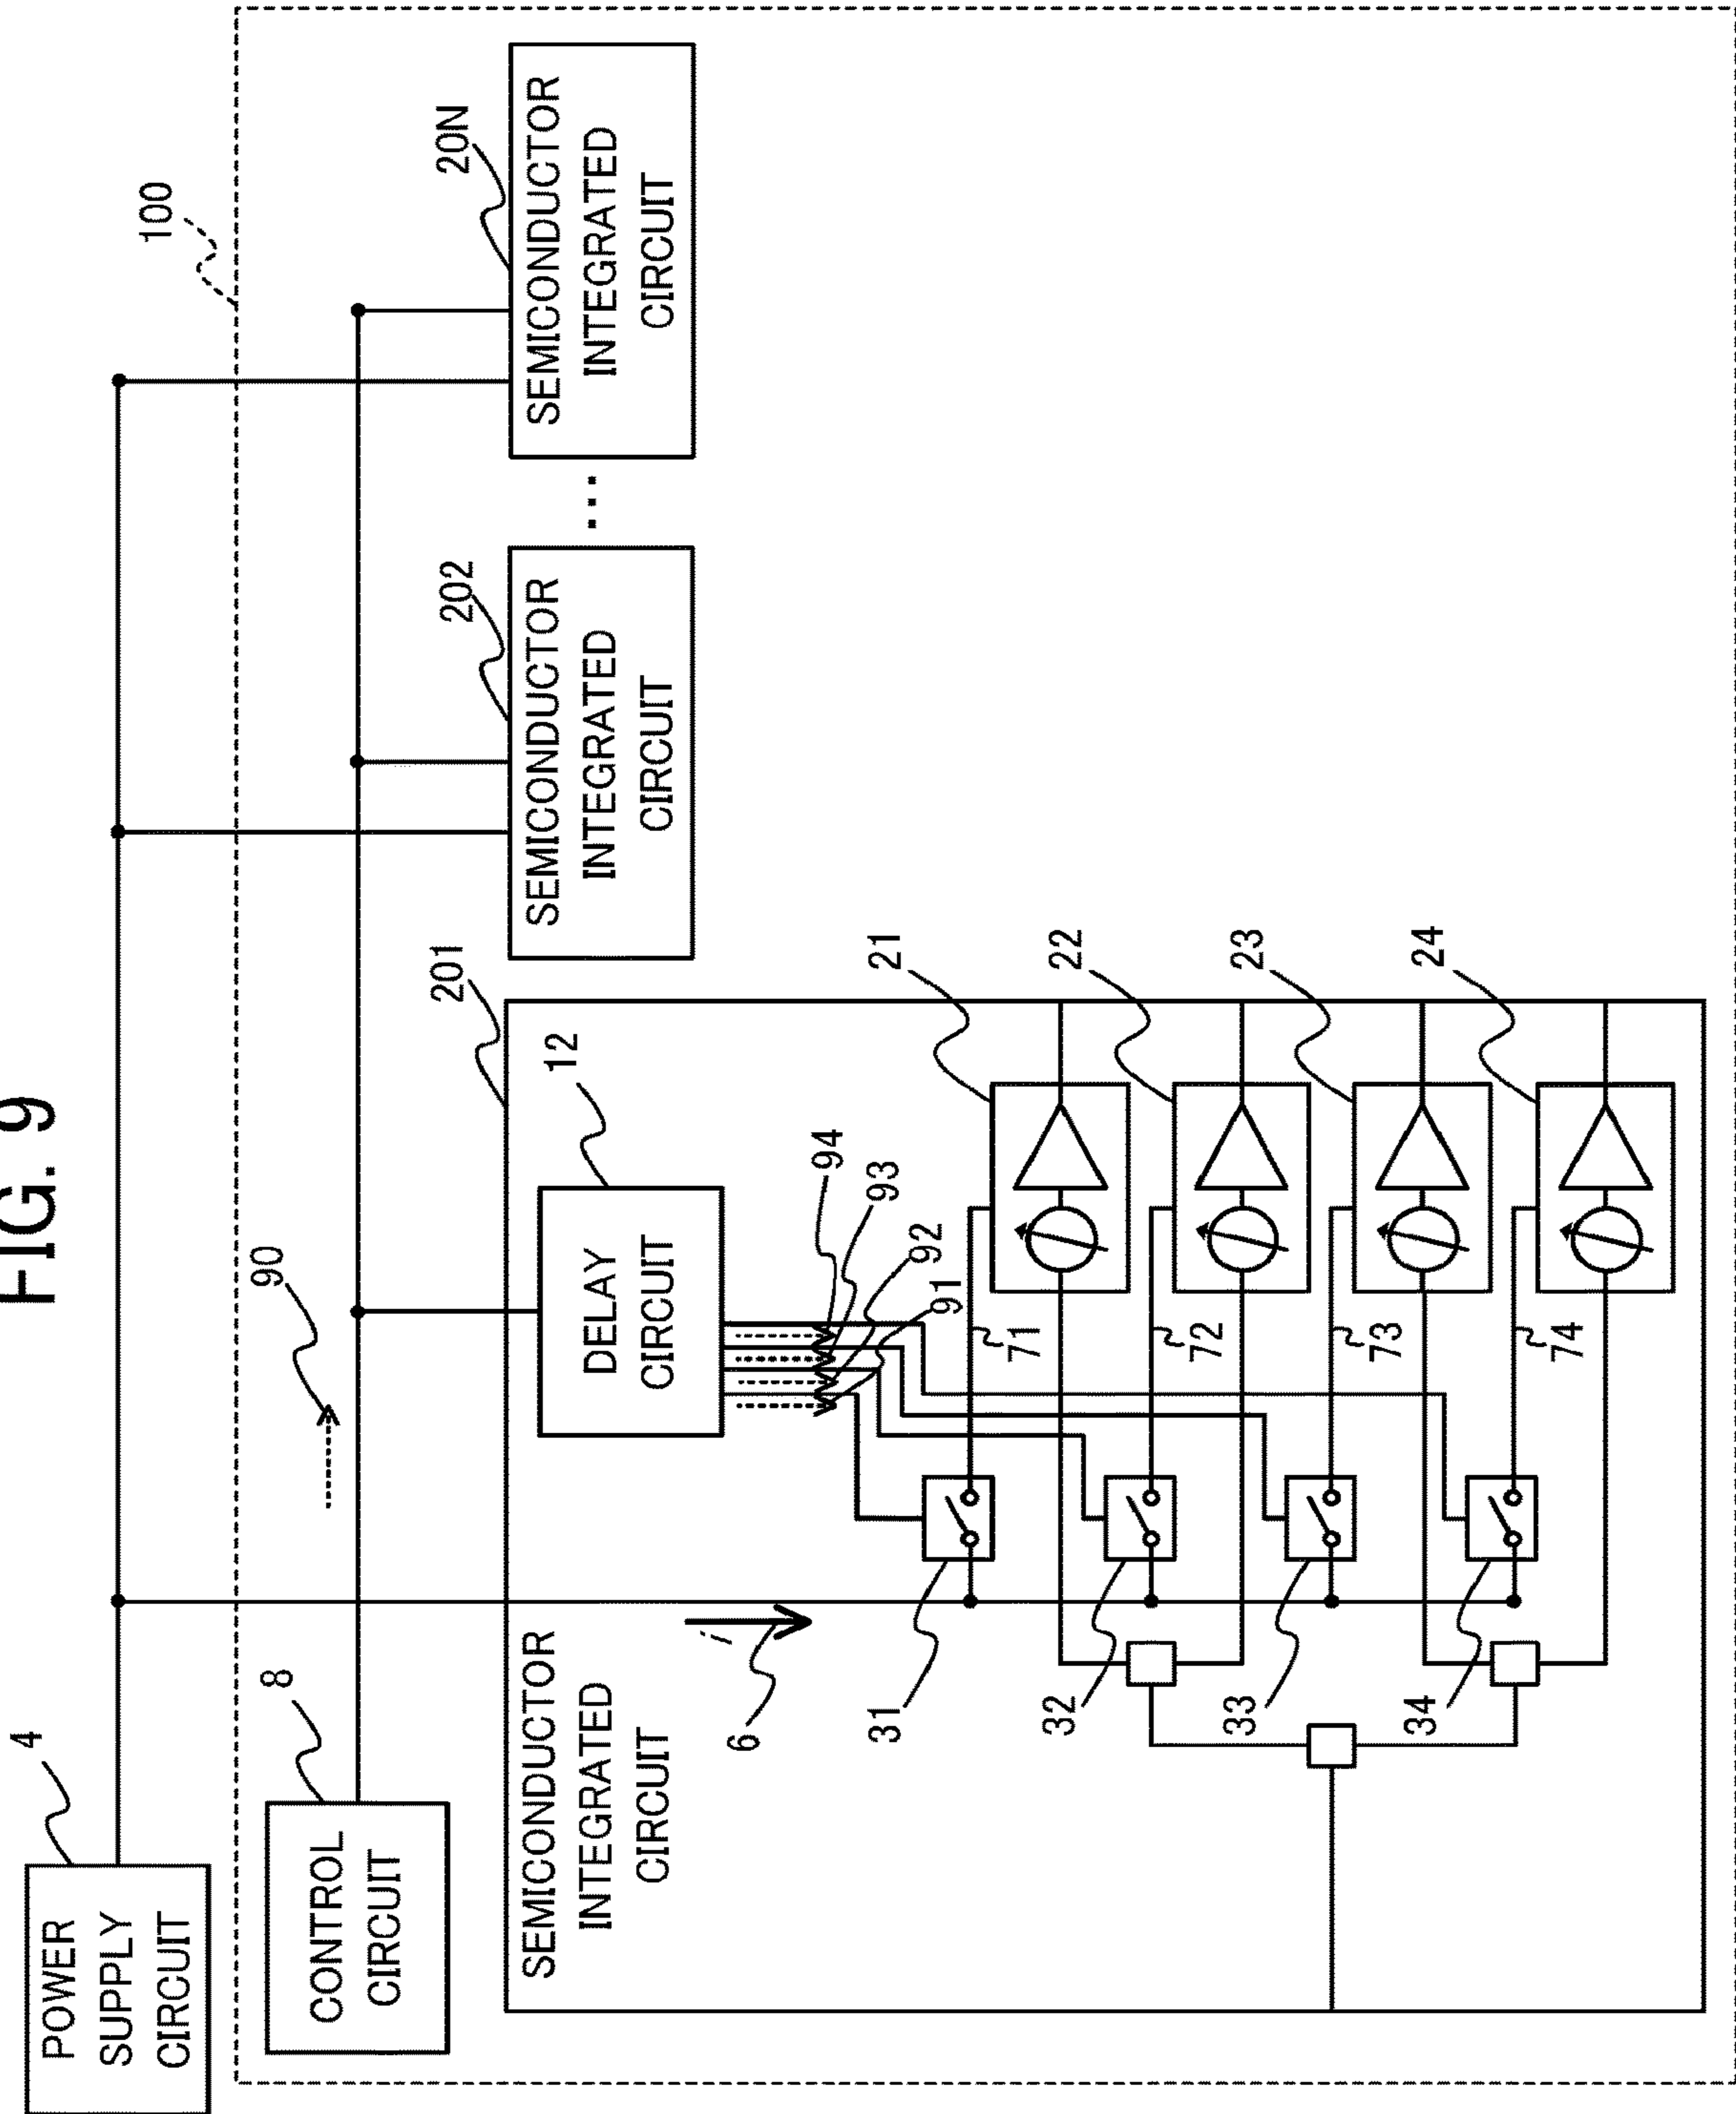 FIG. 9
POWER
SUPPLY
CIRCUIT
4
100
CONTROL
CIRCUIT
8
90
SEMICONDUCTOR
INTEGRATED
CIRCUIT
201
DELAY
CIRCUIT
12
SEMICONDUCTOR
INTEGRATED
CIRCUIT
202
...
SEMICONDUCTOR
INTEGRATED
CIRCUIT
20N
i
6
94
93
92
91
31
71
21
32
72
22
33
73
23
34
74
24